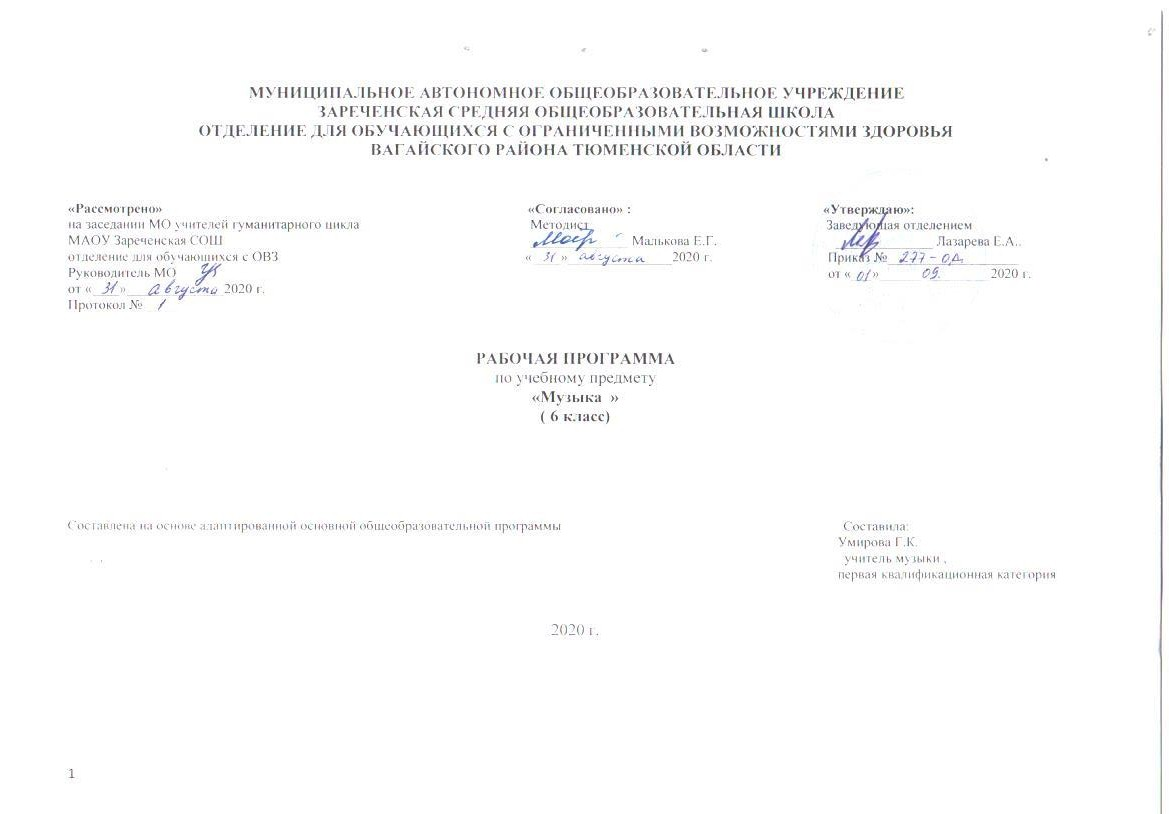 МУНИЦИПАЛЬНОЕ АВТОНОМНОЕ ОБЩЕОБРАЗОВАТЕЛЬНОЕ УЧРЕЖДЕНИЕ
ЗАРЕЧЕНСКАЯ СРЕДНЯЯ ОБЩЕОБРАЗОВАТЕЛЬНАЯ ШКОЛА
ОТДЕЛЕНИЕ ДЛЯ ОБУЧАЮЩИХСЯ С ОГРАНИЧЕННЫМИ ВОЗМОЖНОСТЯМИ ЗДОРОВЬЯ
ВАГАЙСКОГО РАЙОНА ТЮМЕНСКОЙ ОБЛАСТИ
«Рассмотрено»
на заседании МО учителей гуманитарного цикла
МАОУ Зареченская СОШ
отделение для обучающихся с ОВЗ
Руководитель МО
от « 31 » августа 2020 г.
Протокол № 1
«Согласовано» :
Методист
Малькова Е.Г.
« 31 » августа 2020 г.
«Утверждаю»:
Заведующая отделением
Лазарева Е.А..
Приказ № 277-од
от « 01 » 09. 2020 г.
РАБОЧАЯ ПРОГРАММА
по учебному предмету
«Музыка »
( 6 класс)
Составлена на основе адаптированной основной общеобразовательной программы
Составила:
Умирова Г.К.
учитель музыки ,
первая квалификационная категория
2020 г.
1